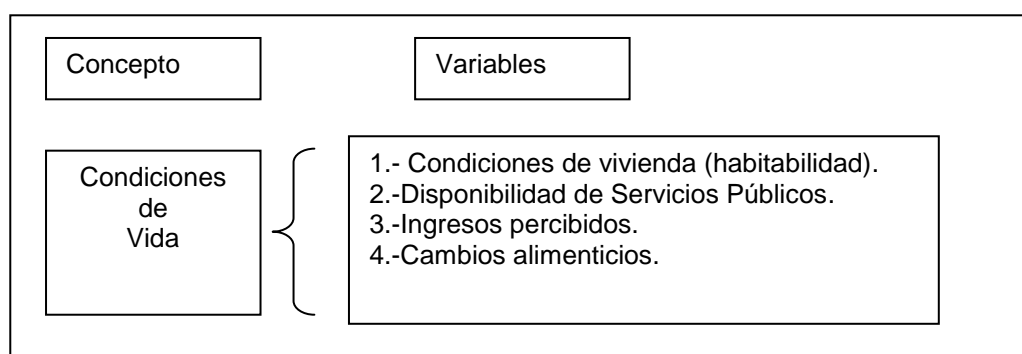 Concepto
Variables
Condiciones
de
Vida
1.- Condiciones de vivienda (habitabilidad).
2.-Disponibilidad de Servicios Públicos.
3.-Ingresos percibidos.
4.-Cambios alimenticios.